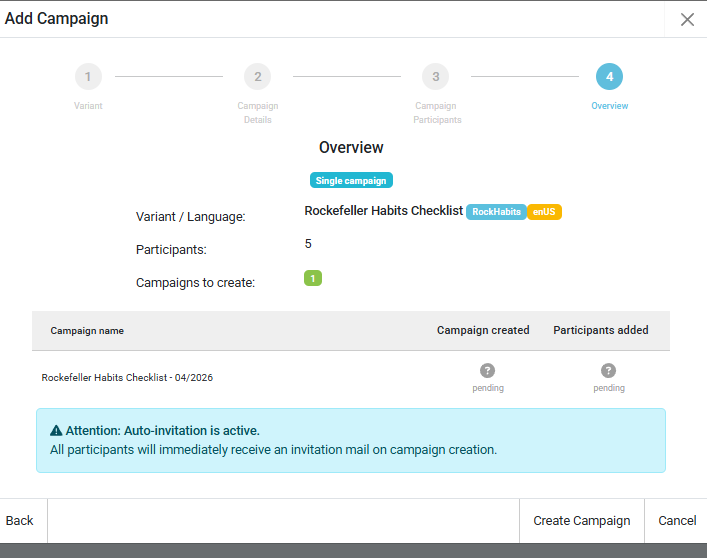 Add Campaign
1 2 3 4
Variant Campaign Details Campaign Participants Overview
Overview
Single campaign
Variant / Language: Rockefeller Habits Checklist RockHabits enUS
Participants: 5
Campaigns to create: 1
Campaign name Campaign created Participants added
Rockefeller Habits Checklist - 04/2026 ? pending ? pending
Attention: Auto-invitation is active.
All participants will immediately receive an invitation mail on campaign creation.
Back Create Campaign Cancel